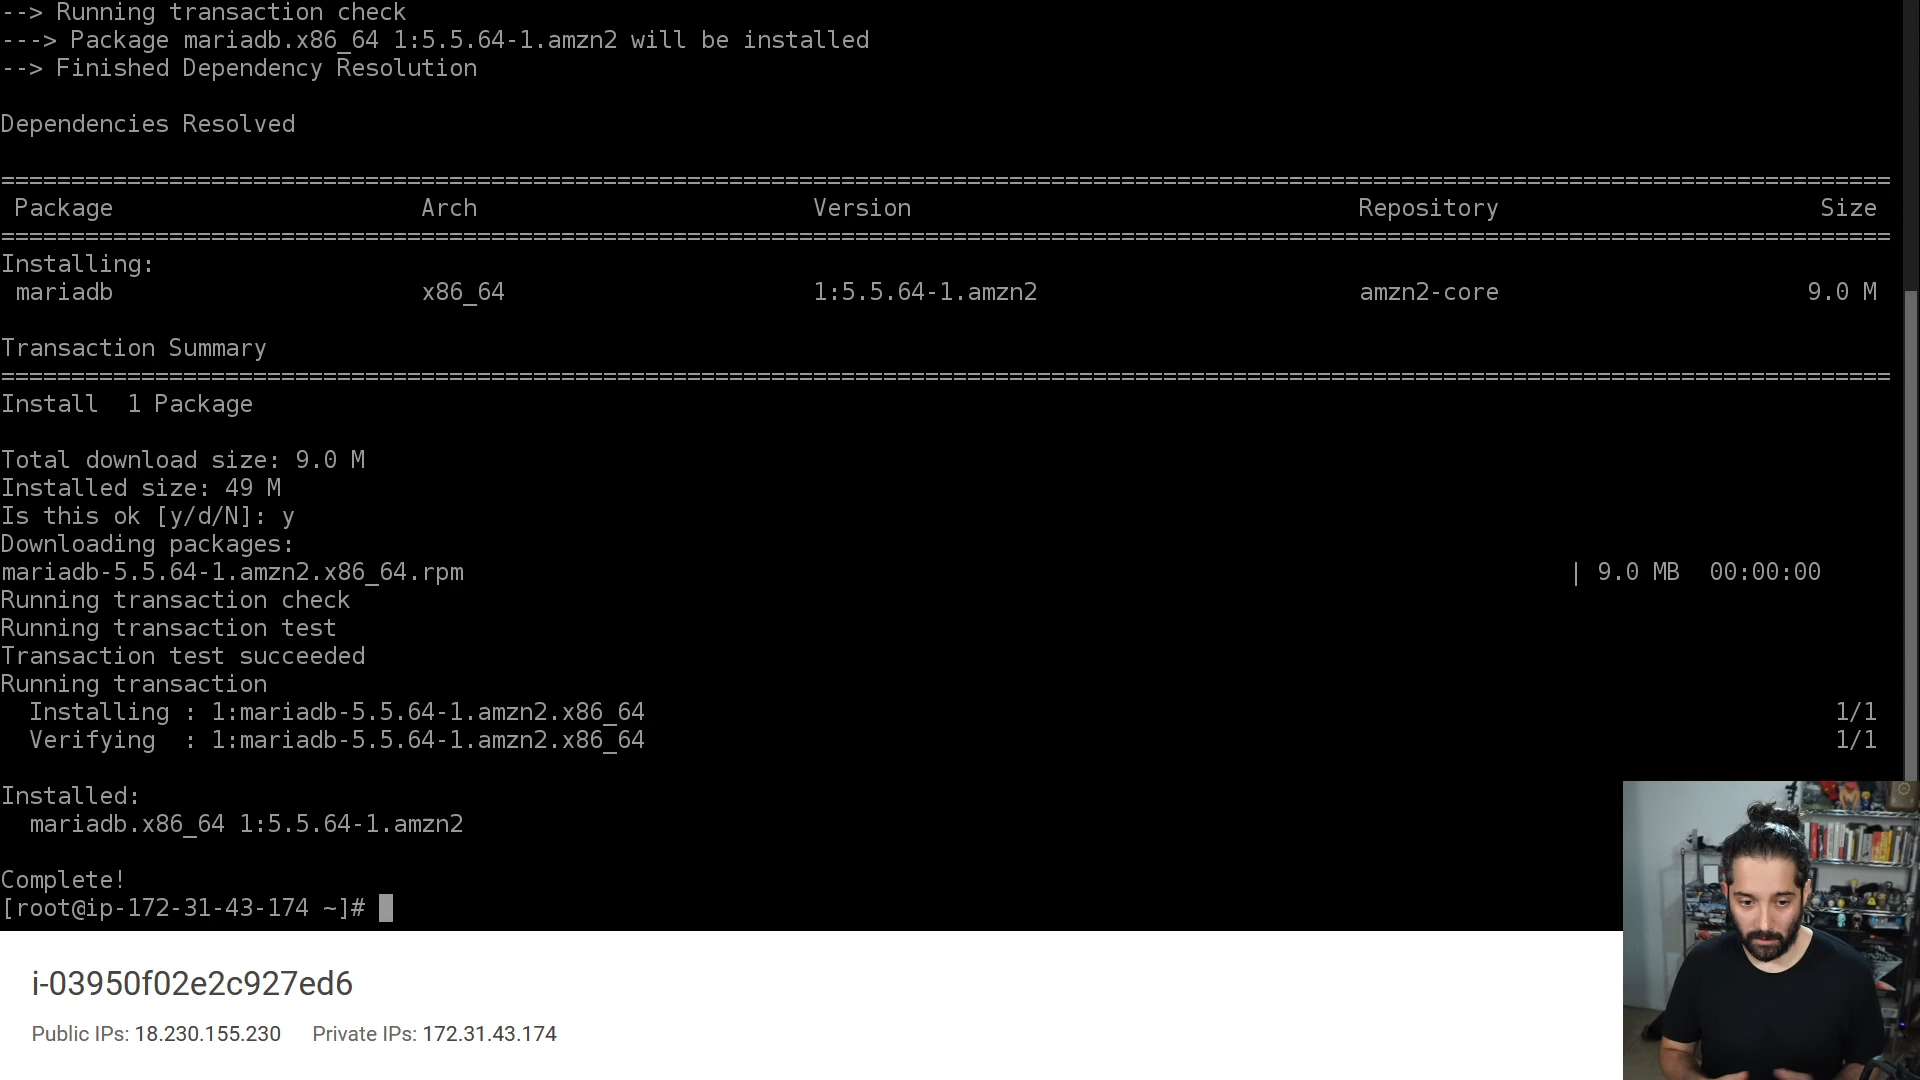 --> Running transaction check
---> Package mariadb.x86_64 1:5.5.64-1.amzn2 will be installed
--> Finished Dependency Resolution
Dependencies Resolved
================================================================================
Package Arch Version Repository Size
================================================================================
Installing:
mariadb x86_64 1:5.5.64-1.amzn2 amzn2-core 9.0 M
Transaction Summary
================================================================================
Install 1 Package
Total download size: 9.0 M
Installed size: 49 M
Is this ok [y/d/N]: y
Downloading packages:
mariadb-5.5.64-1.amzn2.x86_64.rpm | 9.0 MB 00:00:00
Running transaction check
Running transaction test
Transaction test succeeded
Running transaction
Installing : 1:mariadb-5.5.64-1.amzn2.x86_64 1/1
Verifying : 1:mariadb-5.5.64-1.amzn2.x86_64 1/1
Installed:
mariadb.x86_64 1:5.5.64-1.amzn2
Complete!
[root@ip-172-31-43-174 ~]#
i-03950f02e2c927ed6
Public IPs: 18.230.155.230 Private IPs: 172.31.43.174